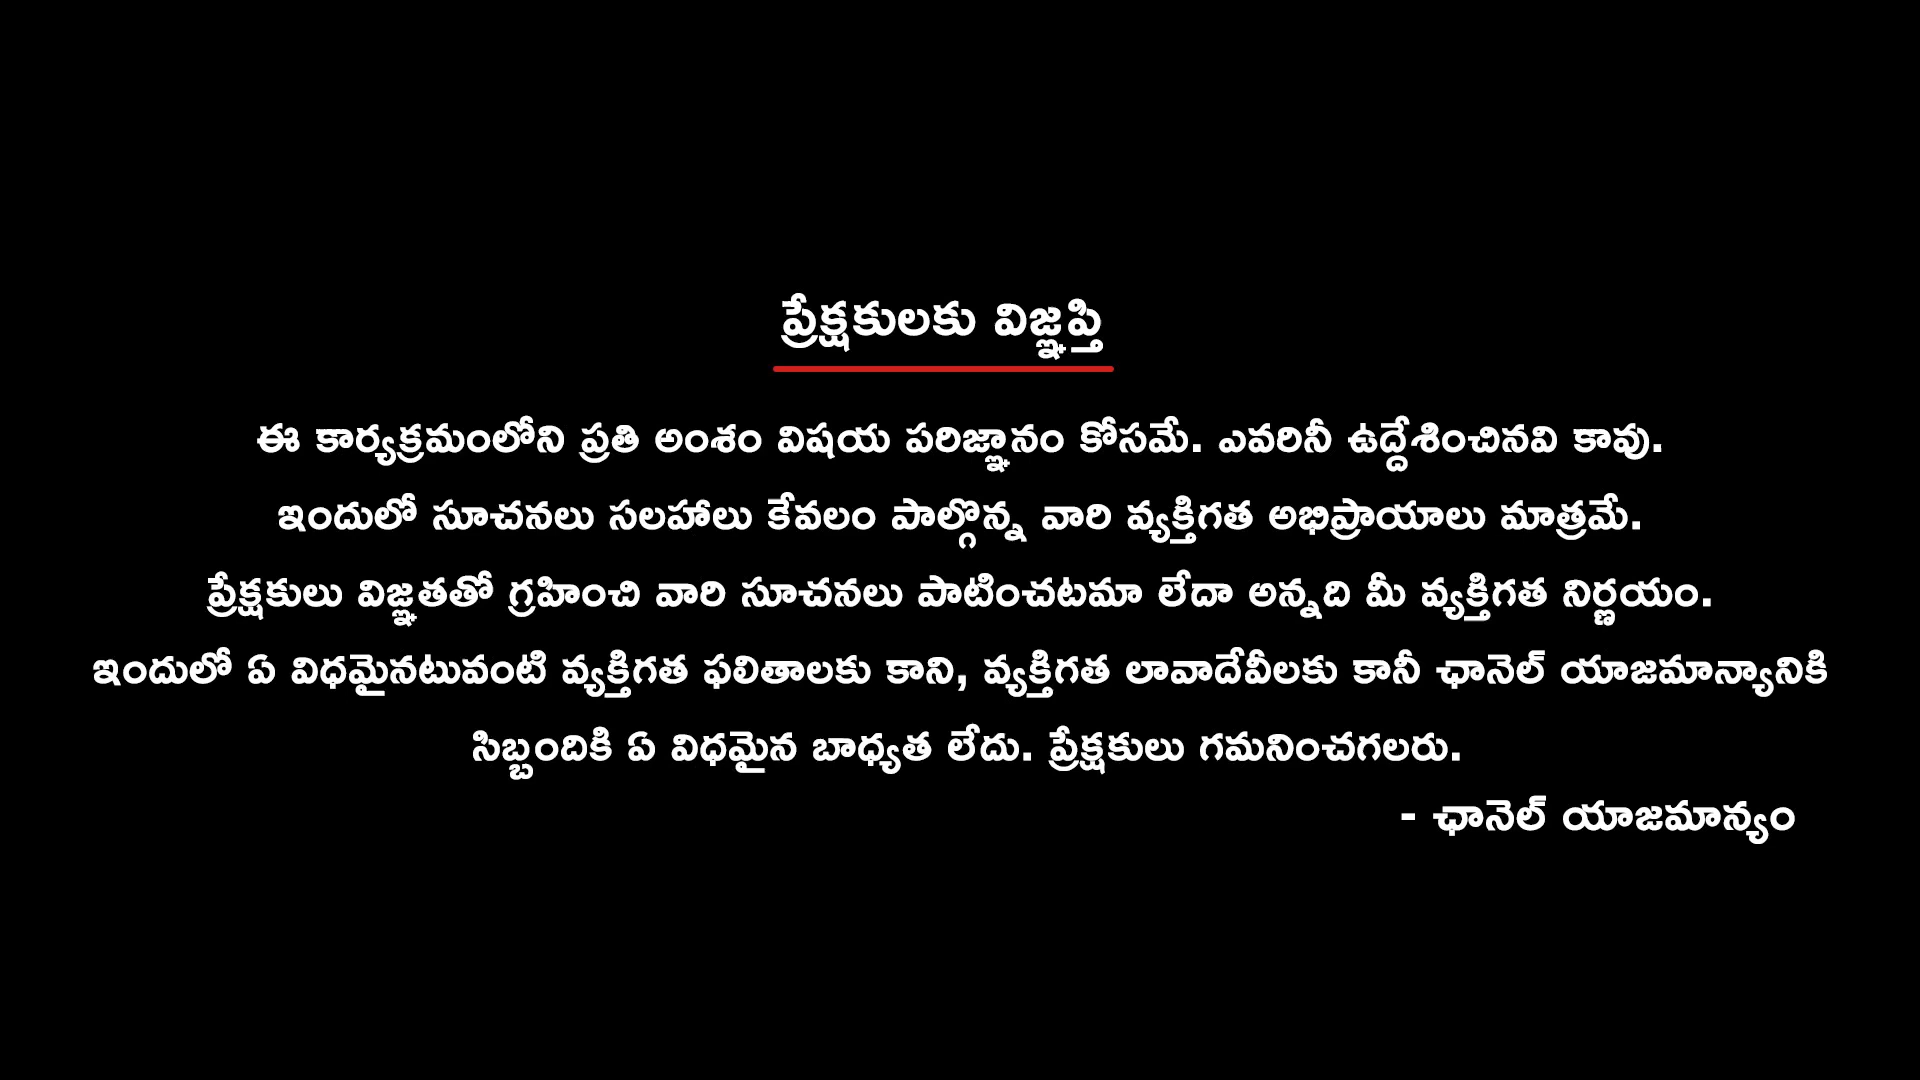 ప్రేక్షకులకు విజ్ఞప్తి
ఈ కార్యక్రమంలోని ప్రతి అంశం విషయ పరిజ్ఞానం కోసమే. ఎవరినీ ఉద్దేశించినవి కావు.
ఇందులో సూచనలు సలహాలు కేవలం పాల్గొన్న వారి వ్యక్తిగత అభిప్రాయాలు మాత్రమే.
ప్రేక్షకులు విజ్ఞతతో గ్రహించి వారి సూచనలు పాటించటమా లేదా అన్నది మీ వ్యక్తిగత నిర్ణయం.
ఇందులో ఏ విధమైనటువంటి వ్యక్తిగత ఫలితాలకు కాని, వ్యక్తిగత లావాదేవీలకు కానీ ఛానెల్ యాజమాన్యానికి
సిబ్బందికి ఏ విధమైన బాధ్యత లేదు. ప్రేక్షకులు గమనించగలరు.
- ఛానెల్ యాజమాన్యం